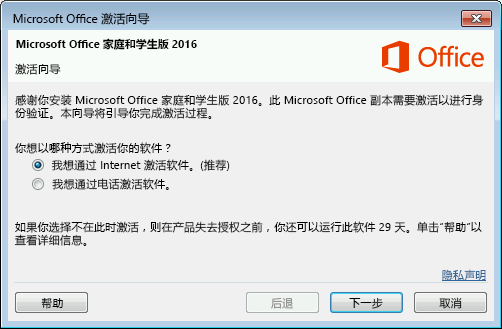 Microsoft Office 激活向导
Microsoft Office 家庭和学生版 2016
激活向导
Office
感谢你安装 Microsoft Office 家庭和学生版 2016。此 Microsoft Office 副本需要激活以进行身
份验证。本向导将引导你完成激活过程。
你想以哪种方式激活你的软件？
我想通过 Internet 激活软件。(推荐)
我想通过电话激活软件。
如果你选择不在此时激活，则在产品失去授权之前，你还可以运行此软件 29 天。单击“帮助”以
查看详细信息。
隐私声明
帮助
后退
下一步
取消